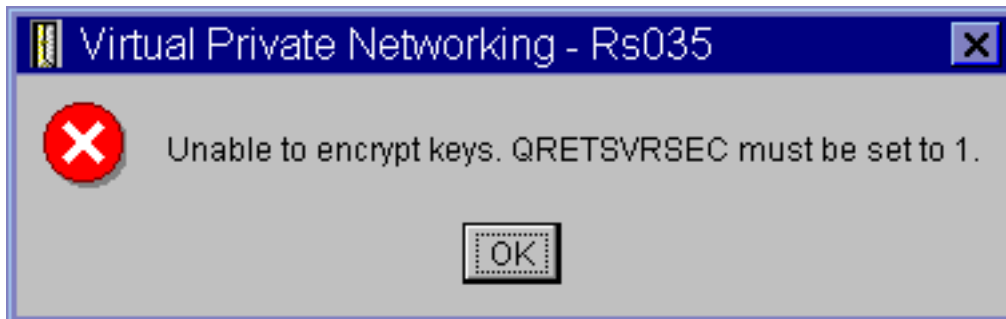 Virtual Private Networking - Rs035
Unable to encrypt keys. QRETSVRSEC must be set to 1.
OK